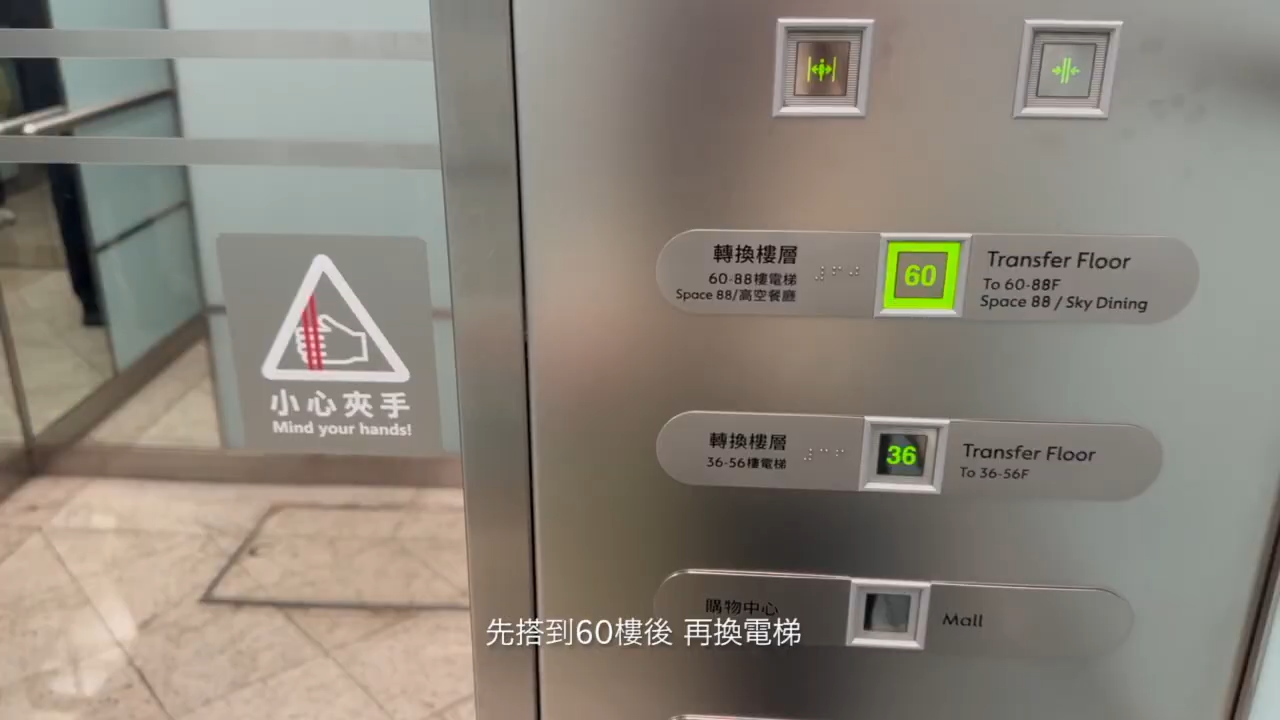 轉換樓層
60-88樓電梯
Space 88/高空餐廳
60
Transfer Floor
To 60-88F
Space 88 / Sky Dining
小心夾手
Mind your hands!
轉換樓層
36-56樓電梯
36
Transfer Floor
To 36-56F
購物中心
Mall
先搭到60樓後 再換電梯